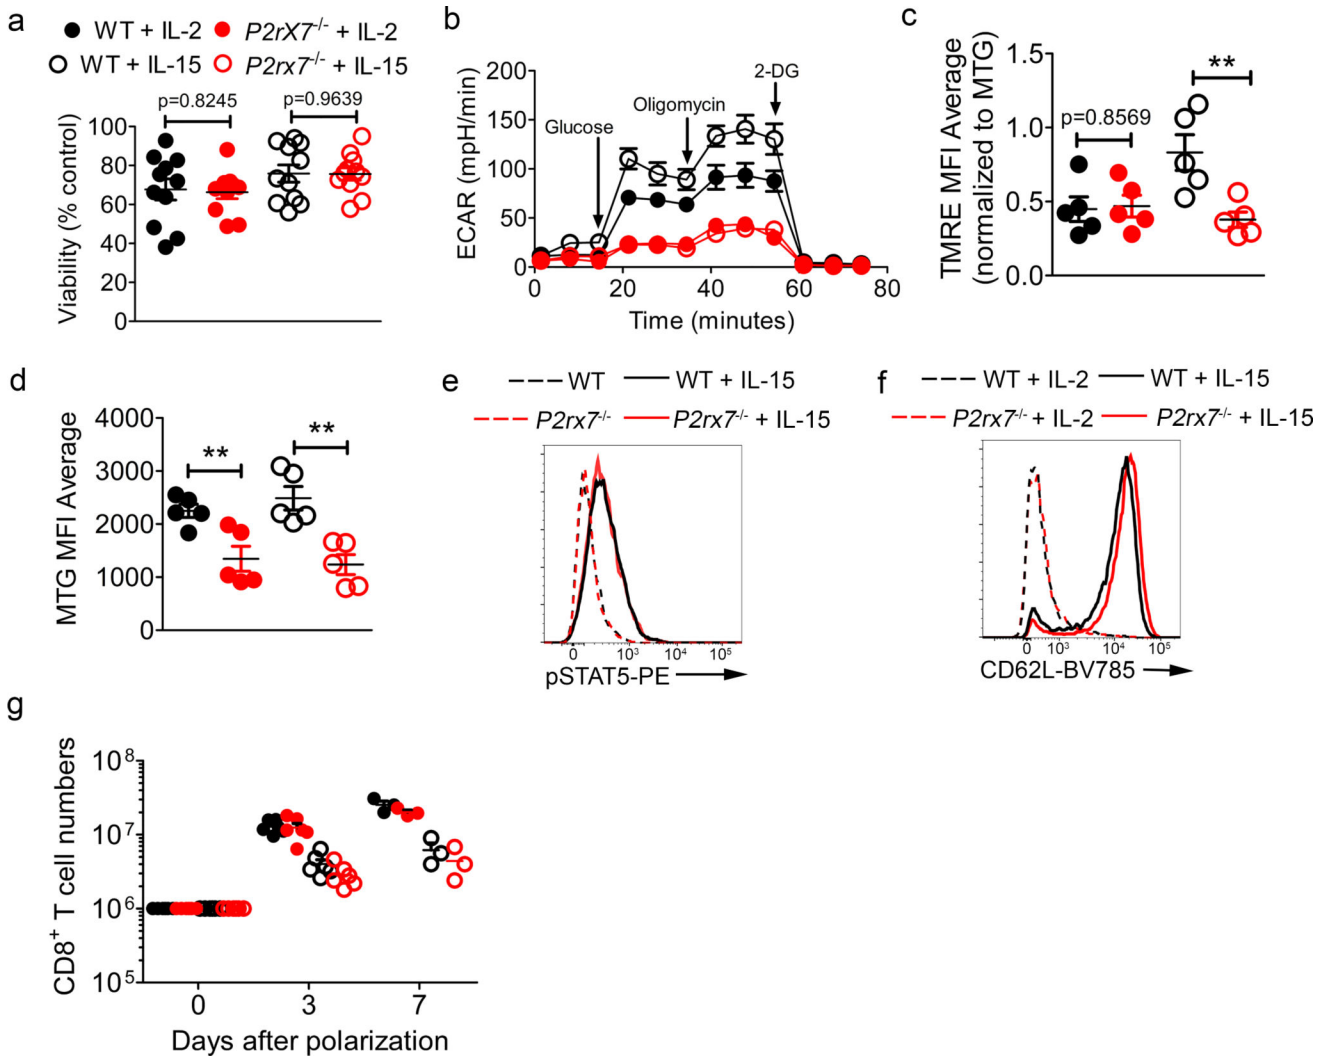 a
WT + IL-2 P2rX7-/- + IL-2
WT + IL-15 P2rx7-/- + IL-15
p=0.8245 p=0.9639
Viability (% control)
100
80
60
40
20
0
b
ECAR (mpH/min)
200
150
100
50
0
Glucose
Oligomycin
2-DG
0 20 40 60 80
Time (minutes)
c
TMRE MFI Average
(normalized to MTG)
1.5
1.0
0.5
0.0
p=0.8569
**
d
MTG MFI Average
4000
3000
2000
1000
0
**
**
e
WT WT + IL-15
P2rx7-/- P2rx7-/- + IL-15
0 10³ 10⁴ 10⁵
pSTAT5-PE
f
WT + IL-2 WT + IL-15
P2rx7-/- + IL-2 P2rx7-/- + IL-15
0 10³ 10⁴ 10⁵
CD62L-BV785
g
CD8⁺ T cell numbers
10⁸
10⁷
10⁶
10⁵
0 3 7
Days after polarization